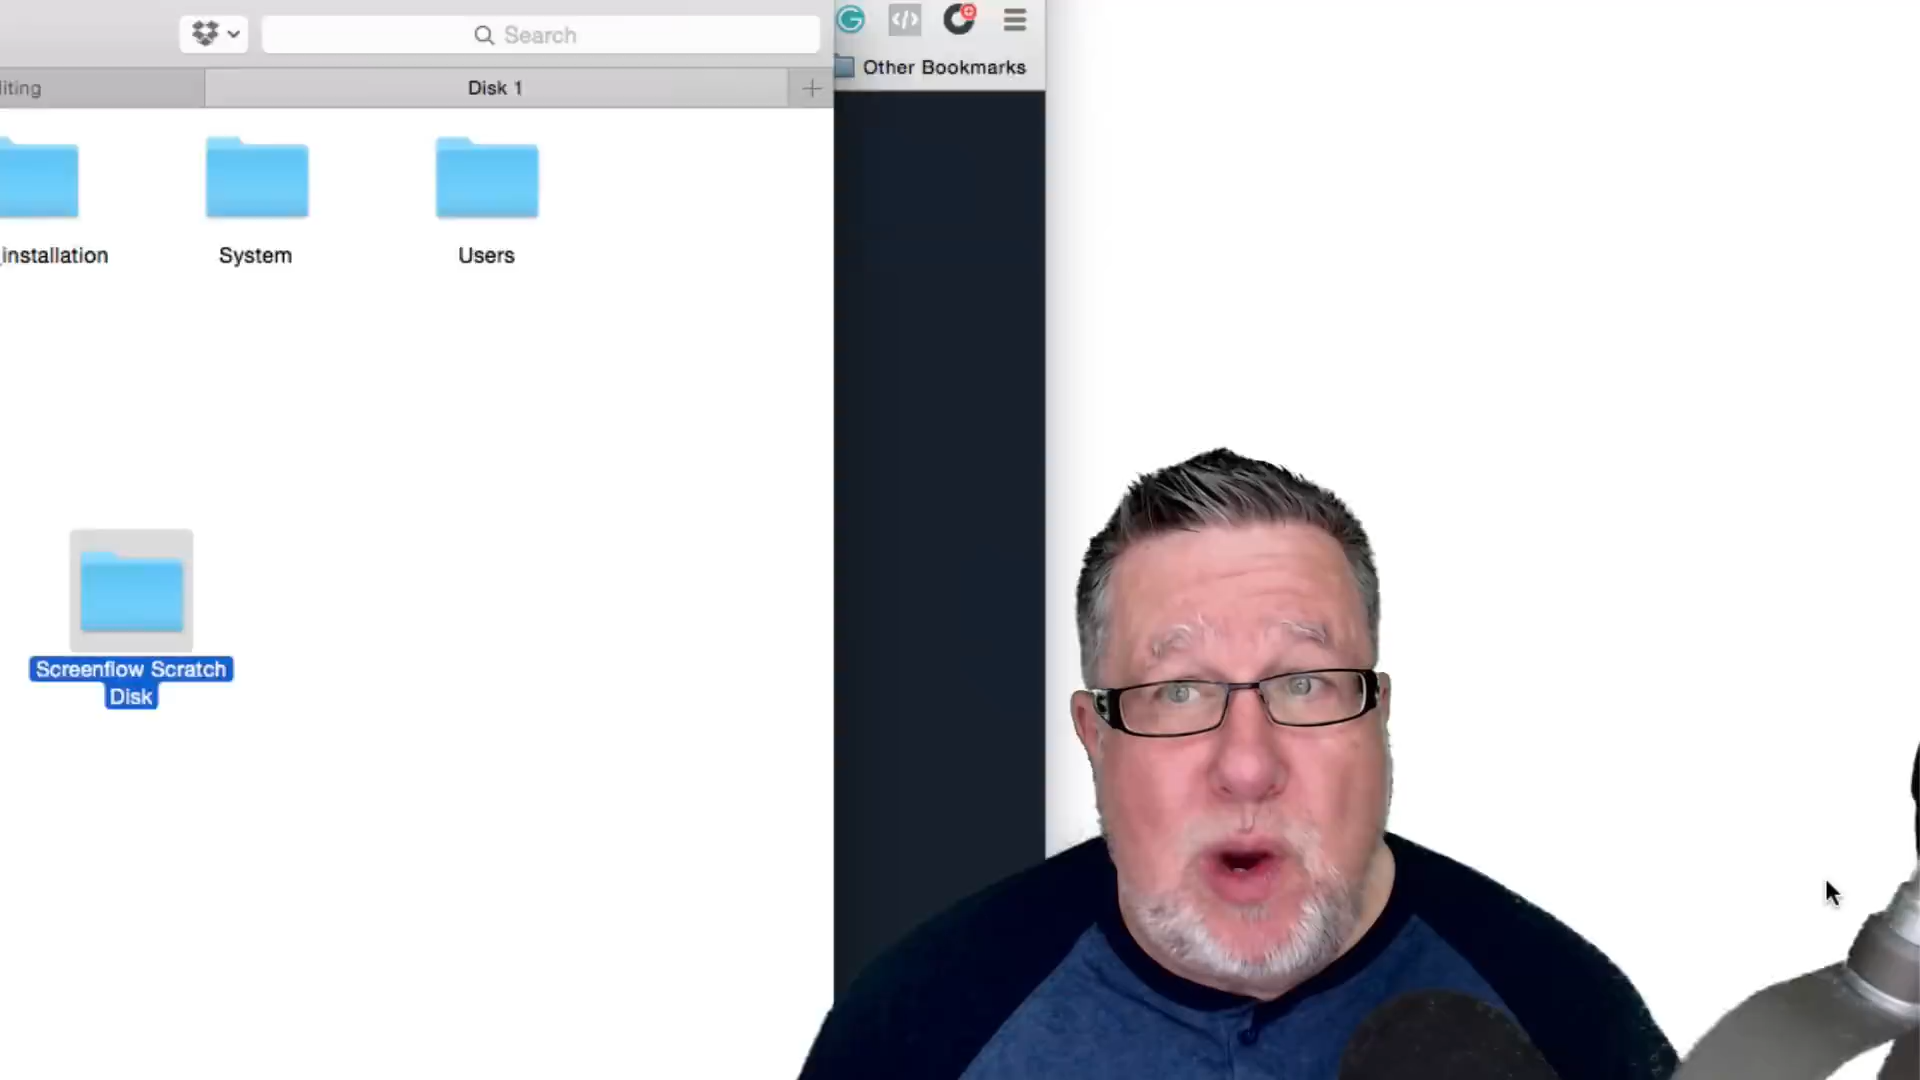 Search
Other Bookmarks
iting
Disk 1
installation
System
Users
Screenflow Scratch
Disk